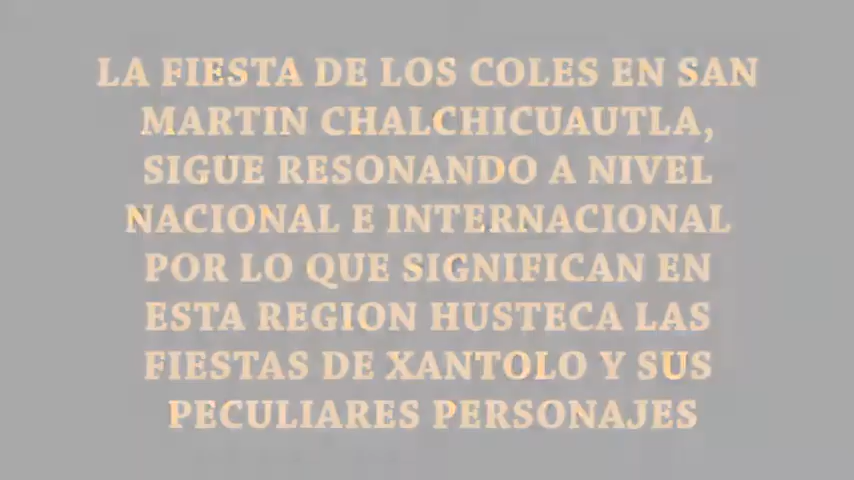 LA FIESTA DE LOS COLES EN SAN
MARTIN CHALCHICUAUTLA,
SIGUE RESONANDO A NIVEL
NACIONAL E INTERNACIONAL
POR LO QUE SIGNIFICAN EN
ESTA REGION HUSTECA LAS
FIESTAS DE XANTOLO Y SUS
PECULIARES PERSONAJES